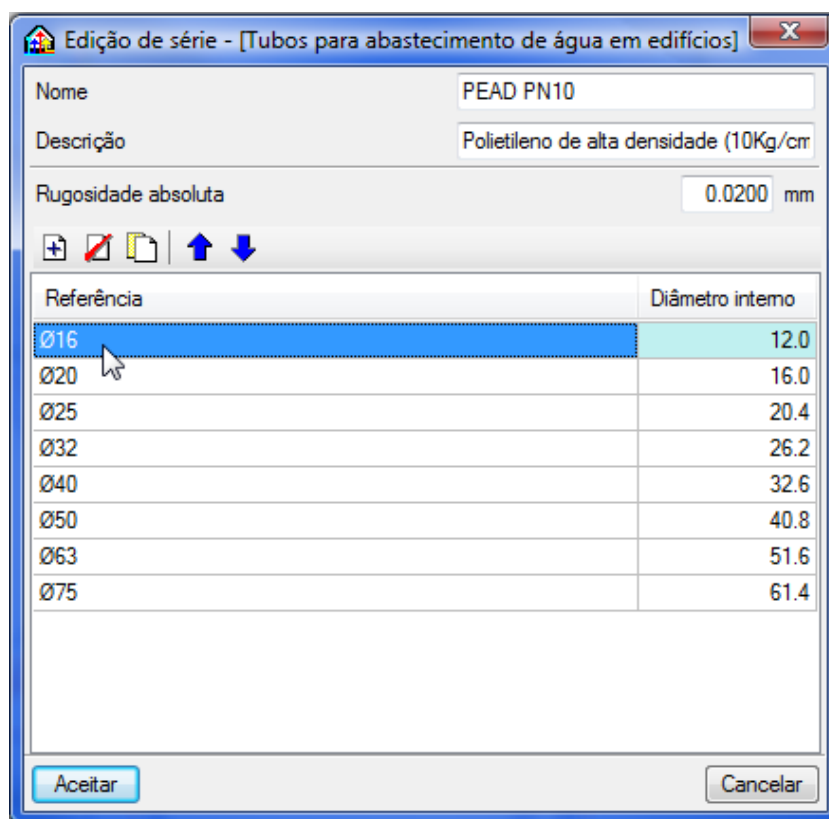 Edição de série - [Tubos para abastecimento de água em edifícios]
Nome PEAD PN10
Descrição Polietileno de alta densidade (10Kg/cm
Rugosidade absoluta 0.0200 mm
Referência Diâmetro interno
Ø16 12.0
Ø20 16.0
Ø25 20.4
Ø32 26.2
Ø40 32.6
Ø50 40.8
Ø63 51.6
Ø75 61.4
Aceitar Cancelar